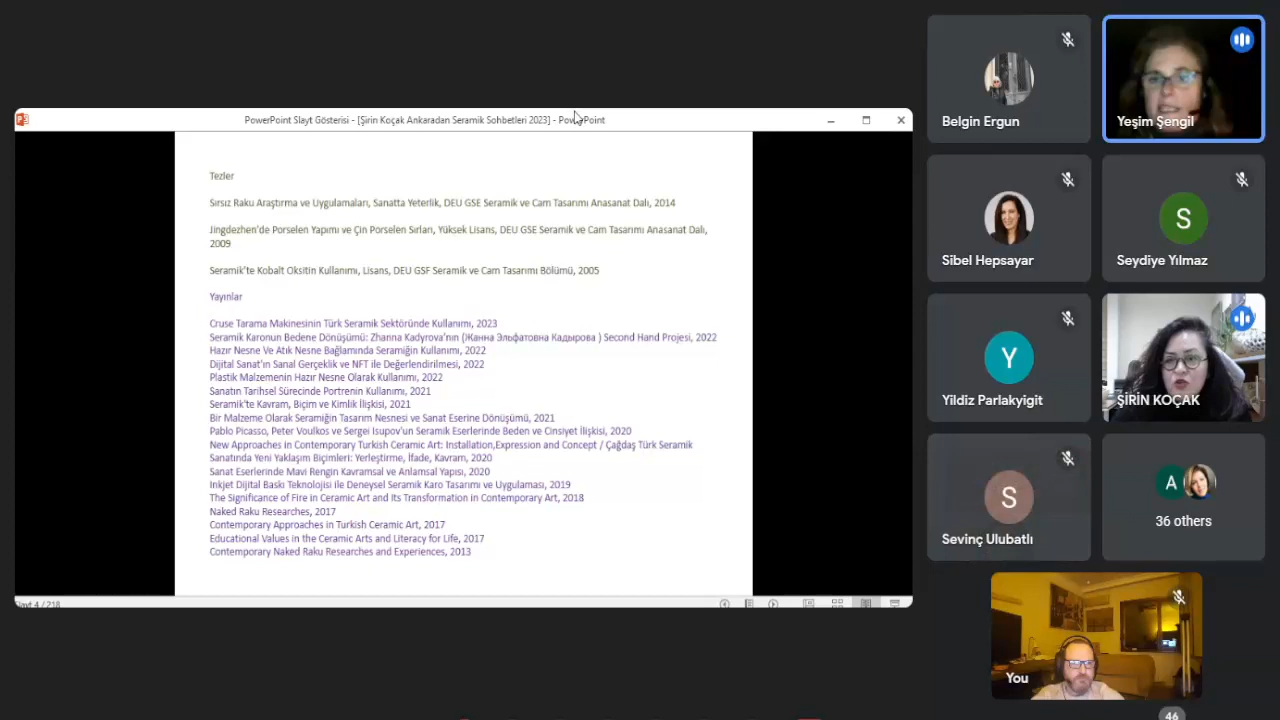 PowerPoint Slayt Gösterisi - [Şirin Koçak Ankaradan Seramik Sohbetleri 2023] - PowerPoint
Tezler
Sırsız Raku Araştırma ve Uygulamaları, Sanatta Yeterlik, DEU GSE Seramik ve Cam Tasarımı Anasanat Dalı, 2014
Jingdezhen'de Porselen Yapımı ve Çin Porselen Sırları, Yüksek Lisans, DEU GSE Seramik ve Cam Tasarımı Anasanat Dalı,
2009
Seramik'te Kobalt Oksitin Kullanımı, Lisans, DEU GSF Seramik ve Cam Tasarımı Bölümü, 2005
Yayınlar
Cruse Tarama Makinesinin Türk Seramik Sektöründe Kullanımı, 2023
Seramik Karonun Bedene Dönüşümü: Zhanna Kadyrova'nın (Жанна Эльфатовна Кадырова ) Second Hand Projesi, 2022
Hazır Nesne Ve Atık Nesne Bağlamında Seramiğin Kullanımı, 2022
Dijital Sanat'ın Sanal Gerçeklik ve NFT ile Değerlendirilmesi, 2022
Plastik Malzemenin Hazır Nesne Olarak Kullanımı, 2022
Sanatın Tarihsel Sürecinde Portrenin Kullanımı, 2021
Seramik'te Kavram, Biçim ve Kimlik İlişkisi, 2021
Bir Malzeme Olarak Seramiğin Tasarım Nesnesi ve Sanat Eserine Dönüşümü, 2021
Pablo Picasso, Peter Voulkos ve Sergei Isupov'un Seramik Eserlerinde Beden ve Cinsiyet İlişkisi, 2020
New Approaches in Contemporary Turkish Ceramic Art: Installation,Expression and Concept / Çağdaş Türk Seramik
Sanatında Yeni Yaklaşım Biçimleri: Yerleştirme, İfade, Kavram, 2020
Sanat Eserlerinde Mavi Rengin Kavramsal ve Anlamsal Yapısı, 2020
Inkjet Dijital Baskı Teknolojisi ile Deneysel Seramik Karo Tasarımı ve Uygulaması, 2019
The Significance of Fire in Ceramic Art and Its Transformation in Contemporary Art, 2018
Naked Raku Researches, 2017
Contemporary Approaches in Turkish Ceramic Art, 2017
Educational Values in the Ceramic Arts and Literacy for Life, 2017
Contemporary Naked Raku Researches and Experiences, 2013
Slayt 4 / 218
Belgin Ergun
Yeşim Şengil
Sibel Hepsayar
S
Seydiye Yılmaz
Y
Yildiz Parlakyigit
ŞİRİN KOÇAK
S
Sevinç Ulubatlı
A
36 others
You
46